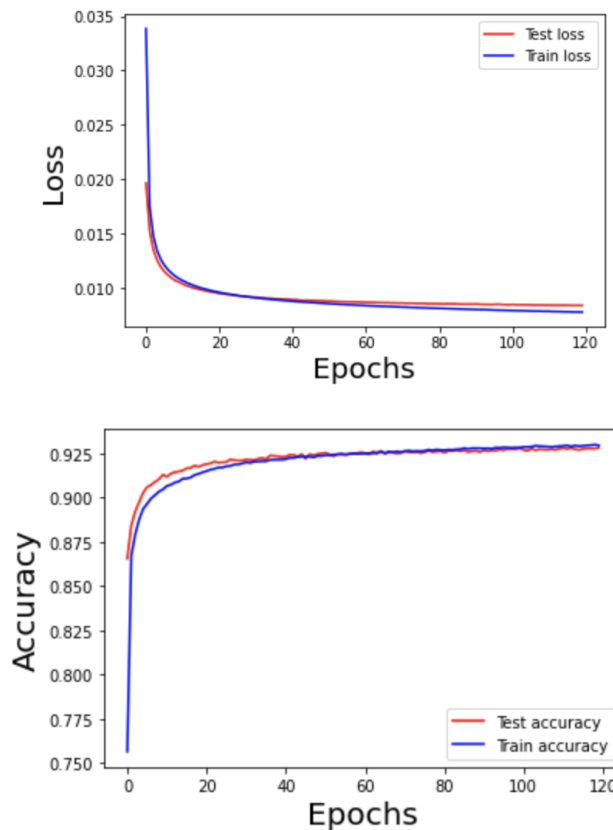 0.035
0.030
0.025
0.020
0.015
0.010
Loss
Test loss
Train loss
0 20 40 60 80 100 120
Epochs
0.925
0.900
0.875
0.850
0.825
0.800
0.775
0.750
Accuracy
Test accuracy
Train accuracy
0 20 40 60 80 100 120
Epochs